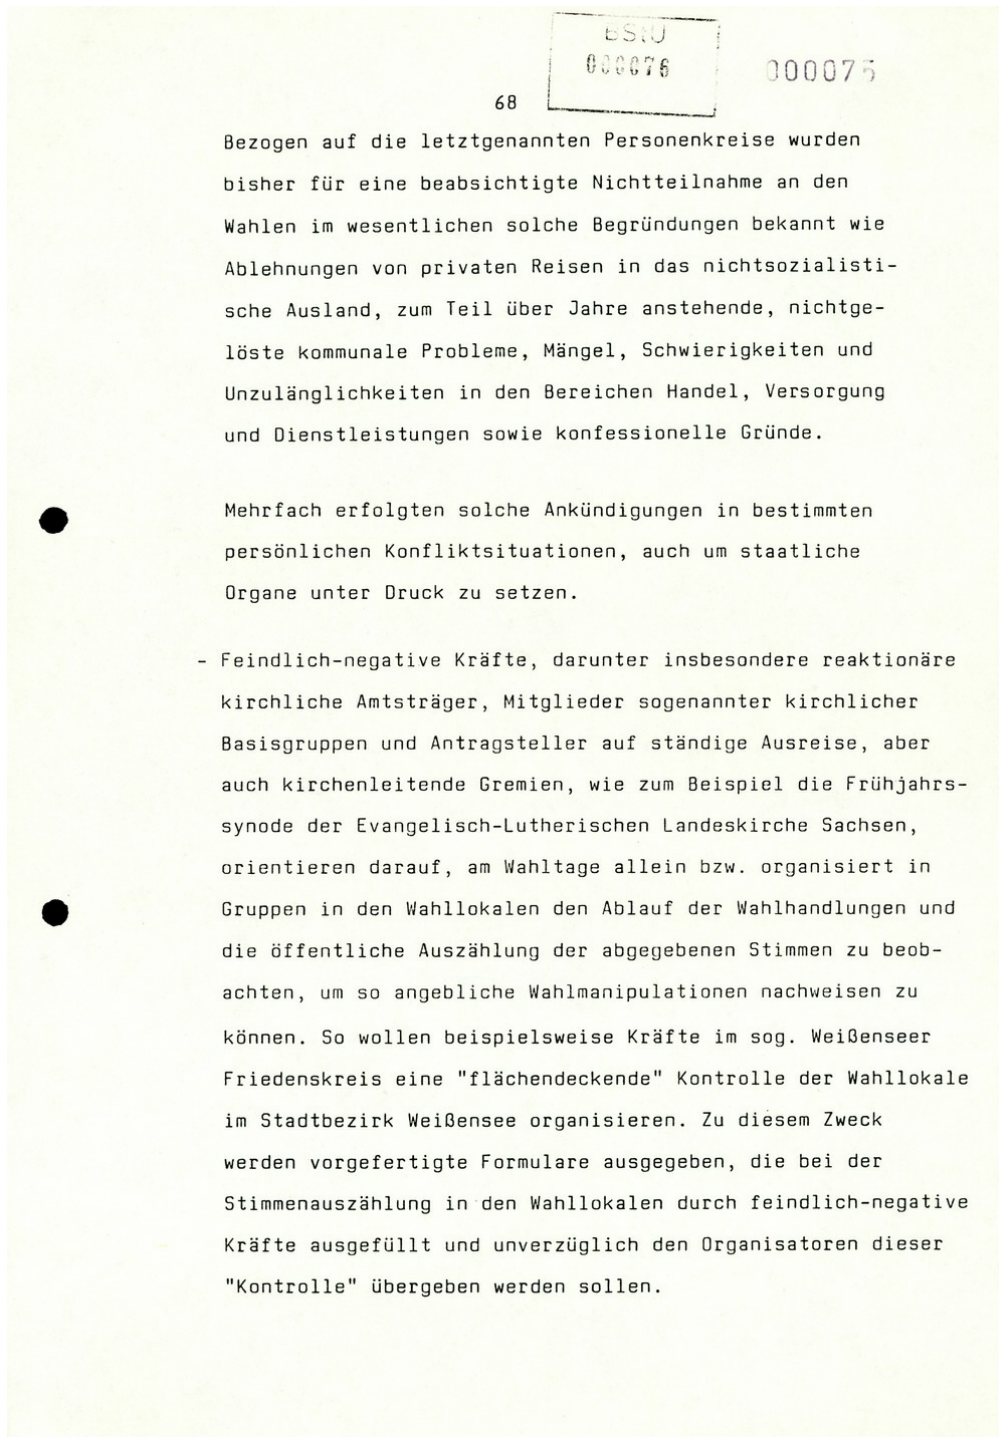 BStU
000076
000075
68
Bezogen auf die letztgenannten Personenkreise wurden
bisher für eine beabsichtigte Nichtteilnahme an den
Wahlen im wesentlichen solche Begründungen bekannt wie
Ablehnungen von privaten Reisen in das nichtsozialisti-
sche Ausland, zum Teil über Jahre anstehende, nichtge-
löste kommunale Probleme, Mängel, Schwierigkeiten und
Unzulänglichkeiten in den Bereichen Handel, Versorgung
und Dienstleistungen sowie konfessionelle Gründe.
Mehrfach erfolgten solche Ankündigungen in bestimmten
persönlichen Konfliktsituationen, auch um staatliche
Organe unter Druck zu setzen.
- Feindlich-negative Kräfte, darunter insbesondere reaktionäre
kirchliche Amtsträger, Mitglieder sogenannter kirchlicher
Basisgruppen und Antragsteller auf ständige Ausreise, aber
auch kirchenleitende Gremien, wie zum Beispiel die Frühjahrs-
synode der Evangelisch-Lutherischen Landeskirche Sachsen,
orientieren darauf, am Wahltage allein bzw. organisiert in
Gruppen in den Wahllokalen den Ablauf der Wahlhandlungen und
die öffentliche Auszählung der abgegebenen Stimmen zu beob-
achten, um so angebliche Wahlmanipulationen nachweisen zu
können. So wollen beispielsweise Kräfte im sog. Weißenseer
Friedenskreis eine "flächendeckende" Kontrolle der Wahllokale
im Stadtbezirk Weißensee organisieren. Zu diesem Zweck
werden vorgefertigte Formulare ausgegeben, die bei der
Stimmenauszählung in den Wahllokalen durch feindlich-negative
Kräfte ausgefüllt und unverzüglich den Organisatoren dieser
"Kontrolle" übergeben werden sollen.